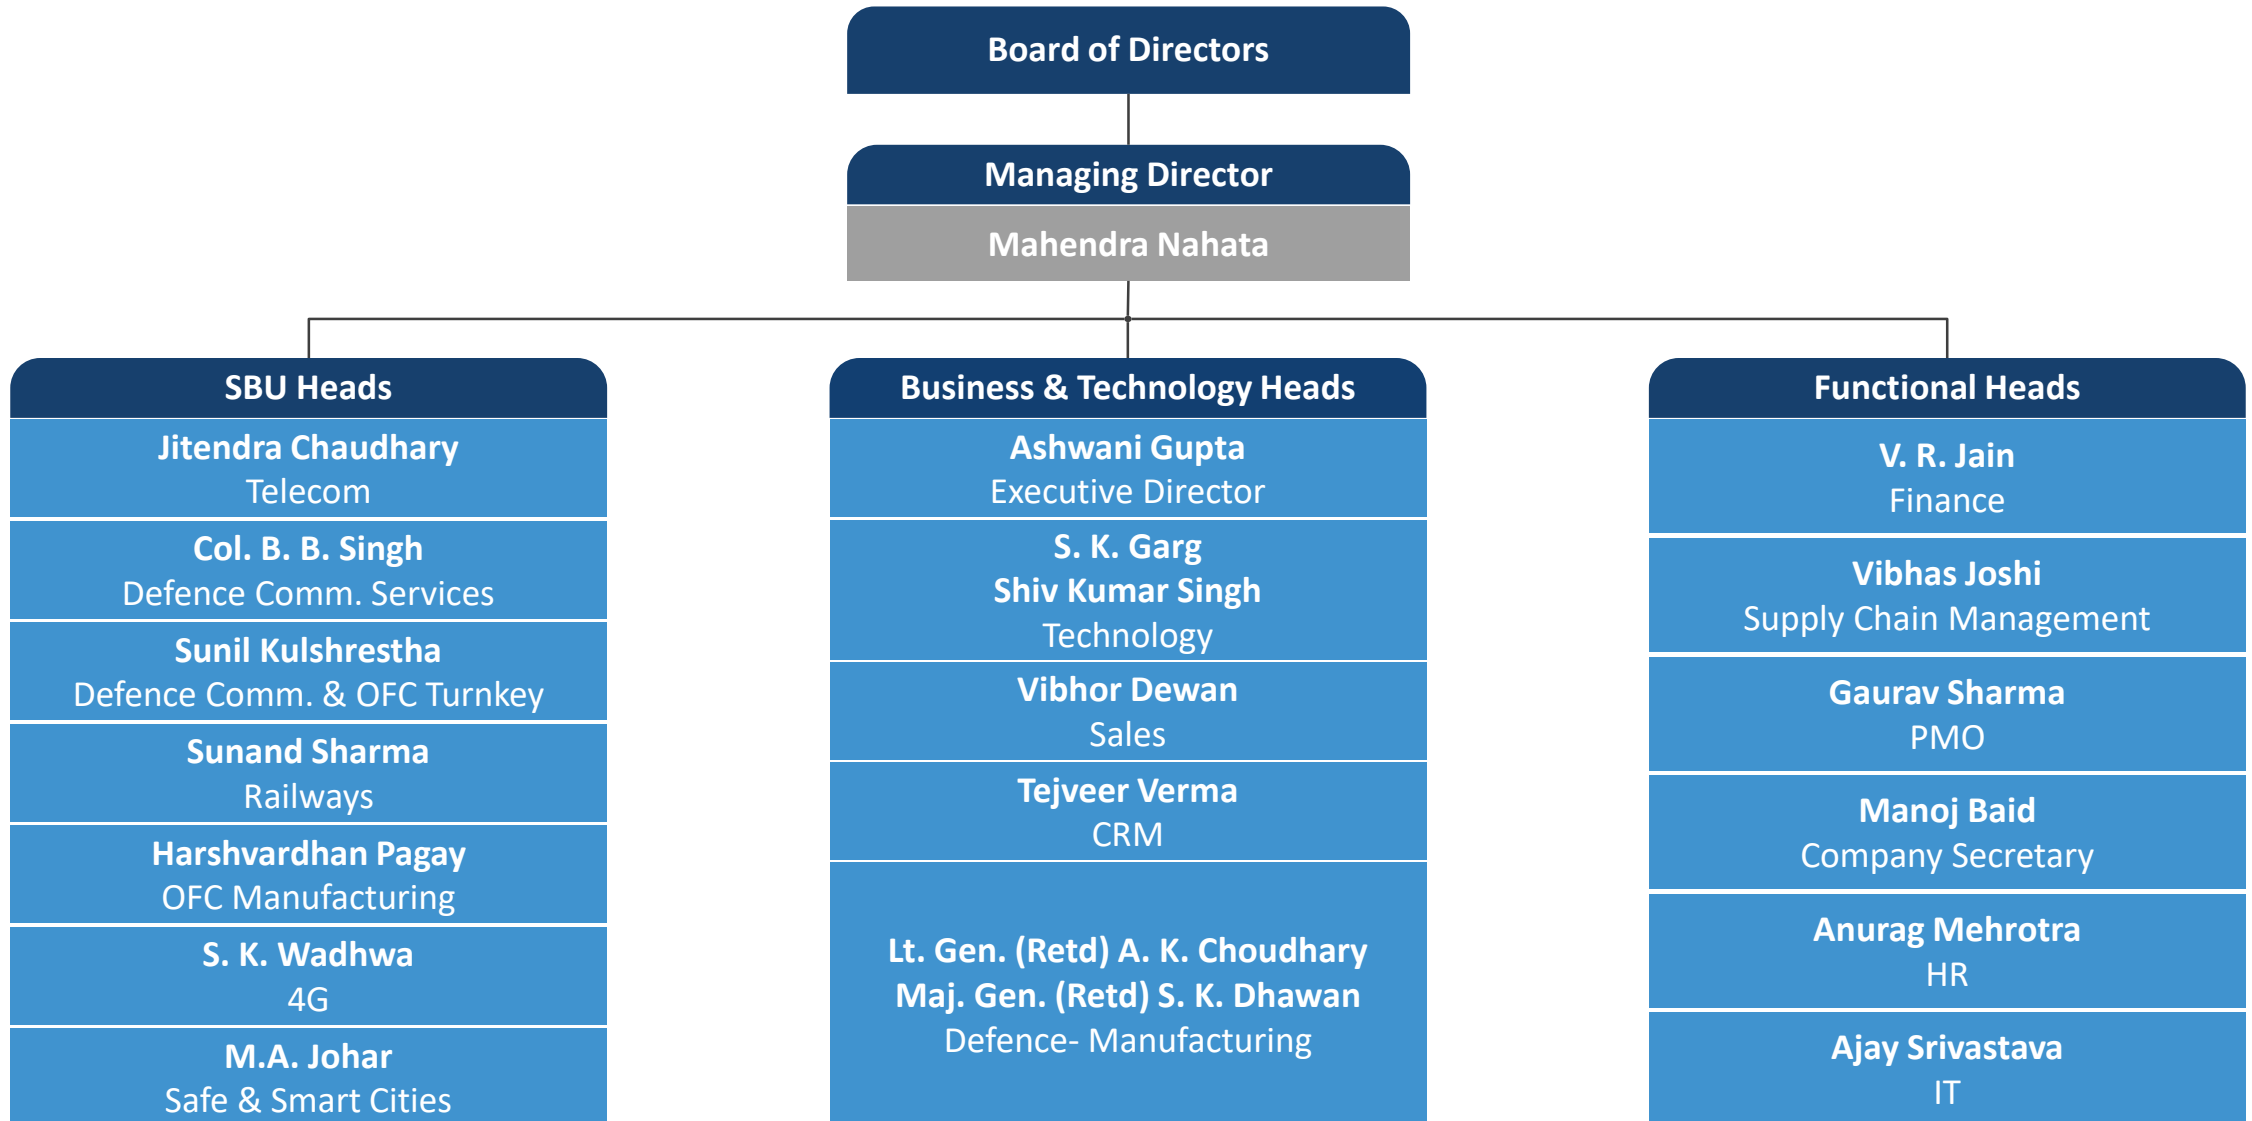 Board of Directors
Managing Director
Mahendra Nahata
SBU Heads
Jitendra Chaudhary
Telecom
Col. B. B. Singh
Defence Comm. Services
Sunil Kulshrestha
Defence Comm. & OFC Turnkey
Sunand Sharma
Railways
Harshvardhan Pagay
OFC Manufacturing
S. K. Wadhwa
4G
M.A. Johar
Safe & Smart Cities
Business & Technology Heads
Ashwani Gupta
Executive Director
S. K. Garg
Shiv Kumar Singh
Technology
Vibhor Dewan
Sales
Tejveer Verma
CRM
Lt. Gen. (Retd) A. K. Choudhary
Maj. Gen. (Retd) S. K. Dhawan
Defence- Manufacturing
Functional Heads
V. R. Jain
Finance
Vibhas Joshi
Supply Chain Management
Gaurav Sharma
PMO
Manoj Baid
Company Secretary
Anurag Mehrotra
HR
Ajay Srivastava
IT